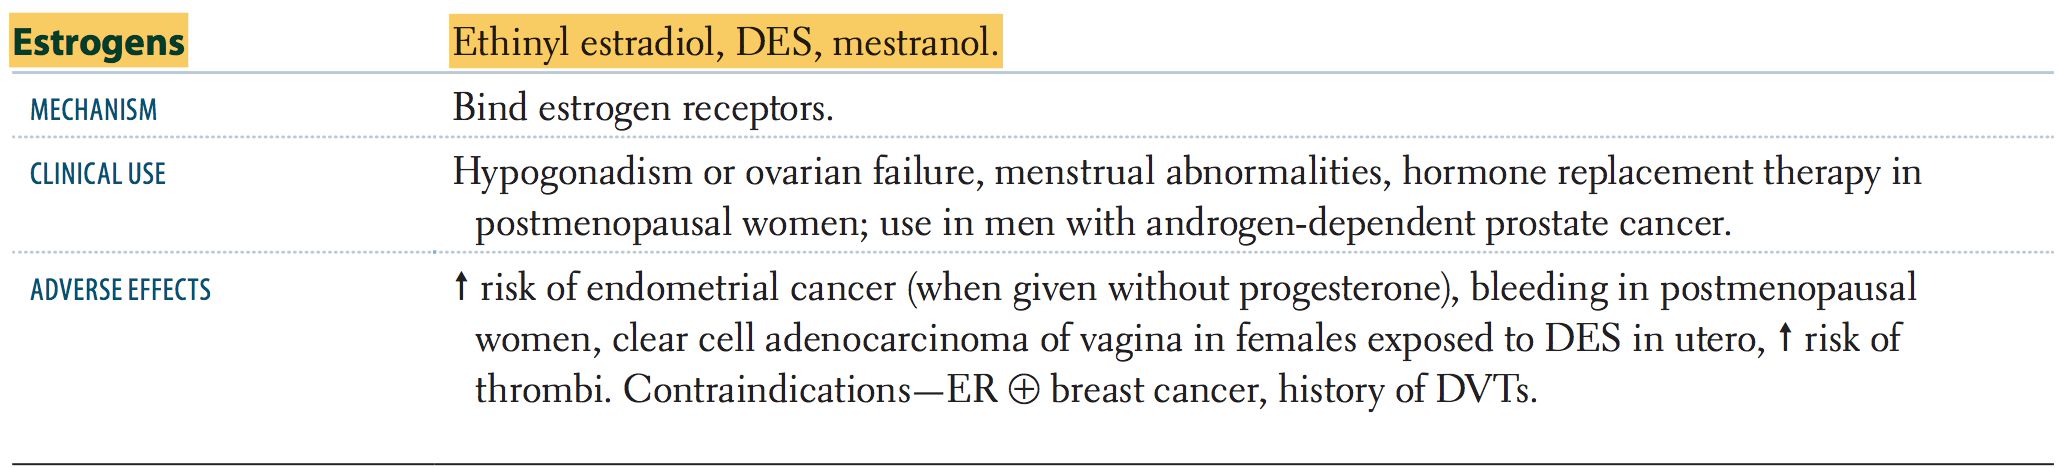 Estrogens Ethinyl estradiol, DES, mestranol.
MECHANISM Bind estrogen receptors.
CLINICAL USE Hypogonadism or ovarian failure, menstrual abnormalities, hormone replacement therapy in
postmenopausal women; use in men with androgen-dependent prostate cancer.
ADVERSE EFFECTS ↑ risk of endometrial cancer (when given without progesterone), bleeding in postmenopausal
women, clear cell adenocarcinoma of vagina in females exposed to DES in utero, ↑ risk of
thrombi. Contraindications—ER ⊕ breast cancer, history of DVTs.